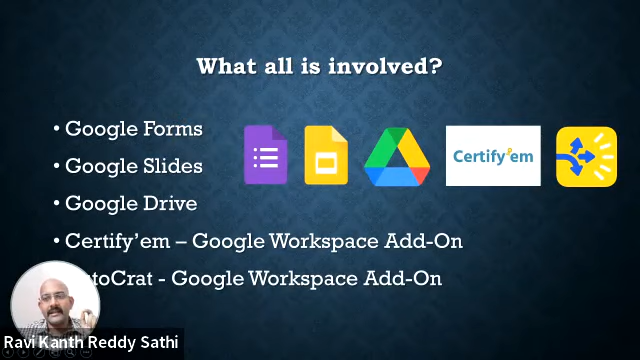 What all is involved?
• Google Forms
• Google Slides
• Google Drive
Certify'em
• Certify'em – Google Workspace Add-On
toCrat - Google Workspace Add-On
Ravi Kanth Reddy Sathi